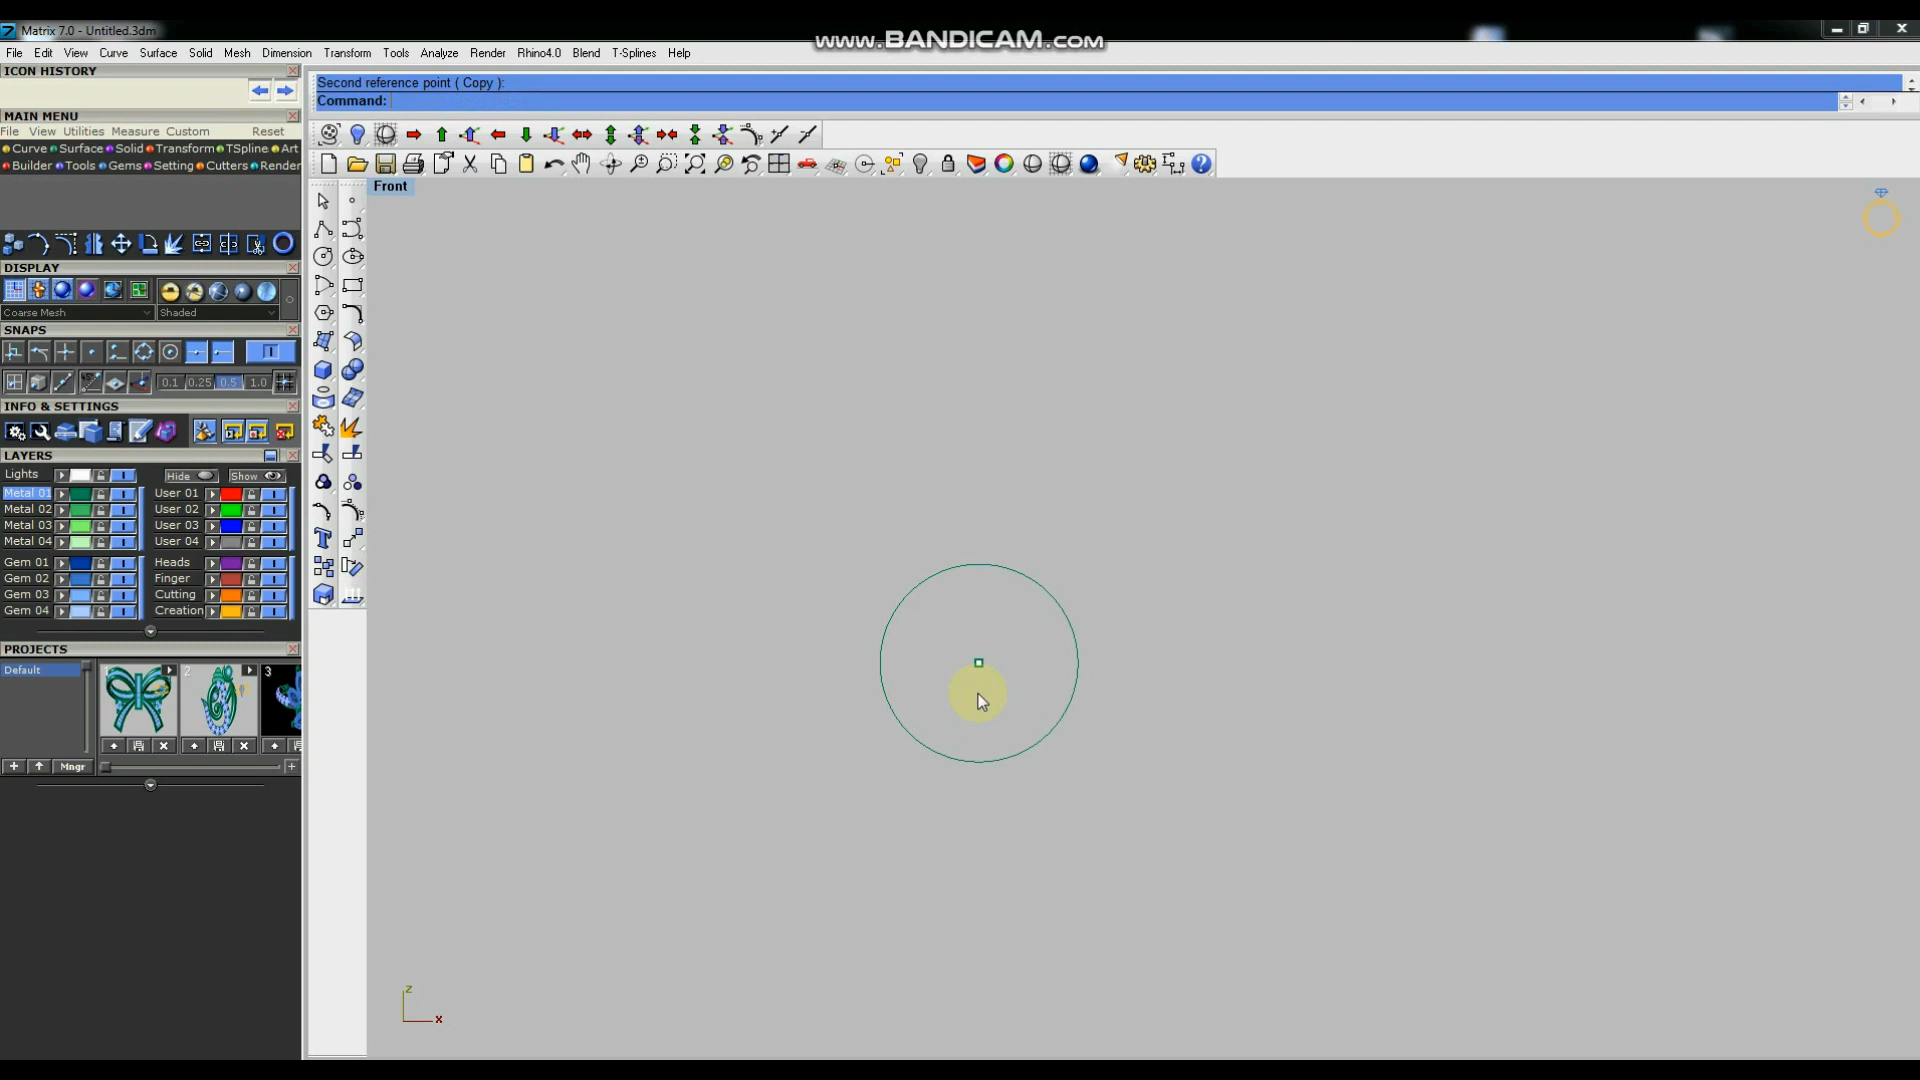 Matrix 7.0 - Untitled.3dm
www.BANDICAM.com
File Edit View Curve Surface Solid Mesh Dimension Transform Tools Analyze Render Rhino4.0 Blend T-Splines Help
ICON HISTORY
Second reference point ( Copy ):
Command:
MAIN MENU
File View Utilities Measure Custom Reset
Curve Surface Solid Transform TSpline Art
Builder Tools Gems Setting Cutters Render
Front
DISPLAY
Coarse Mesh Shaded
SNAPS
0.1 0.25 0.5 1.0
INFO & SETTINGS
LAYERS
Lights Hide Show
Metal 01 User 01
Metal 02 User 02
Metal 03 User 03
Metal 04 User 04
Gem 01 Heads
Gem 02 Finger
Gem 03 Cutting
Gem 04 Creation
PROJECTS
Default
1 2 3
Mngr
z
x